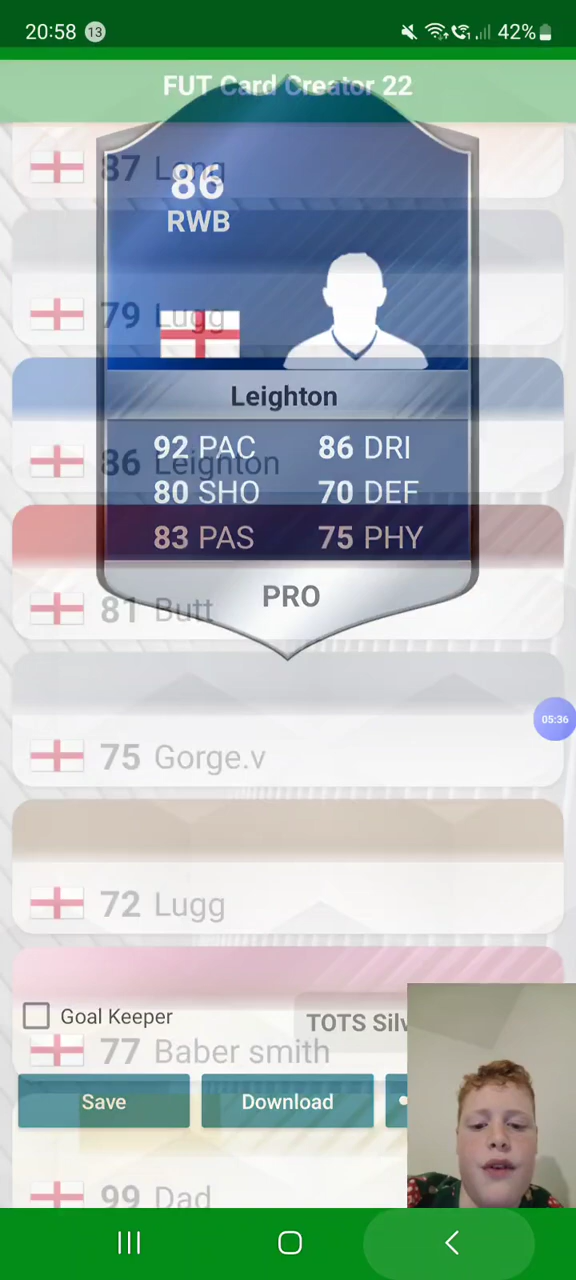 20:58 13 42%
FUT Card Creator 22
87 Long
86
RWB
79 Lugg
Leighton
92 PAC 86 DRI
86 Leighton
80 SHO 70 DEF
83 PAS 75 PHY
PRO
81 Butt
05:36
75 Gorge.v
72 Lugg
Goal Keeper
TOTS Silv
77 Baber smith
Save Download
99 Dad